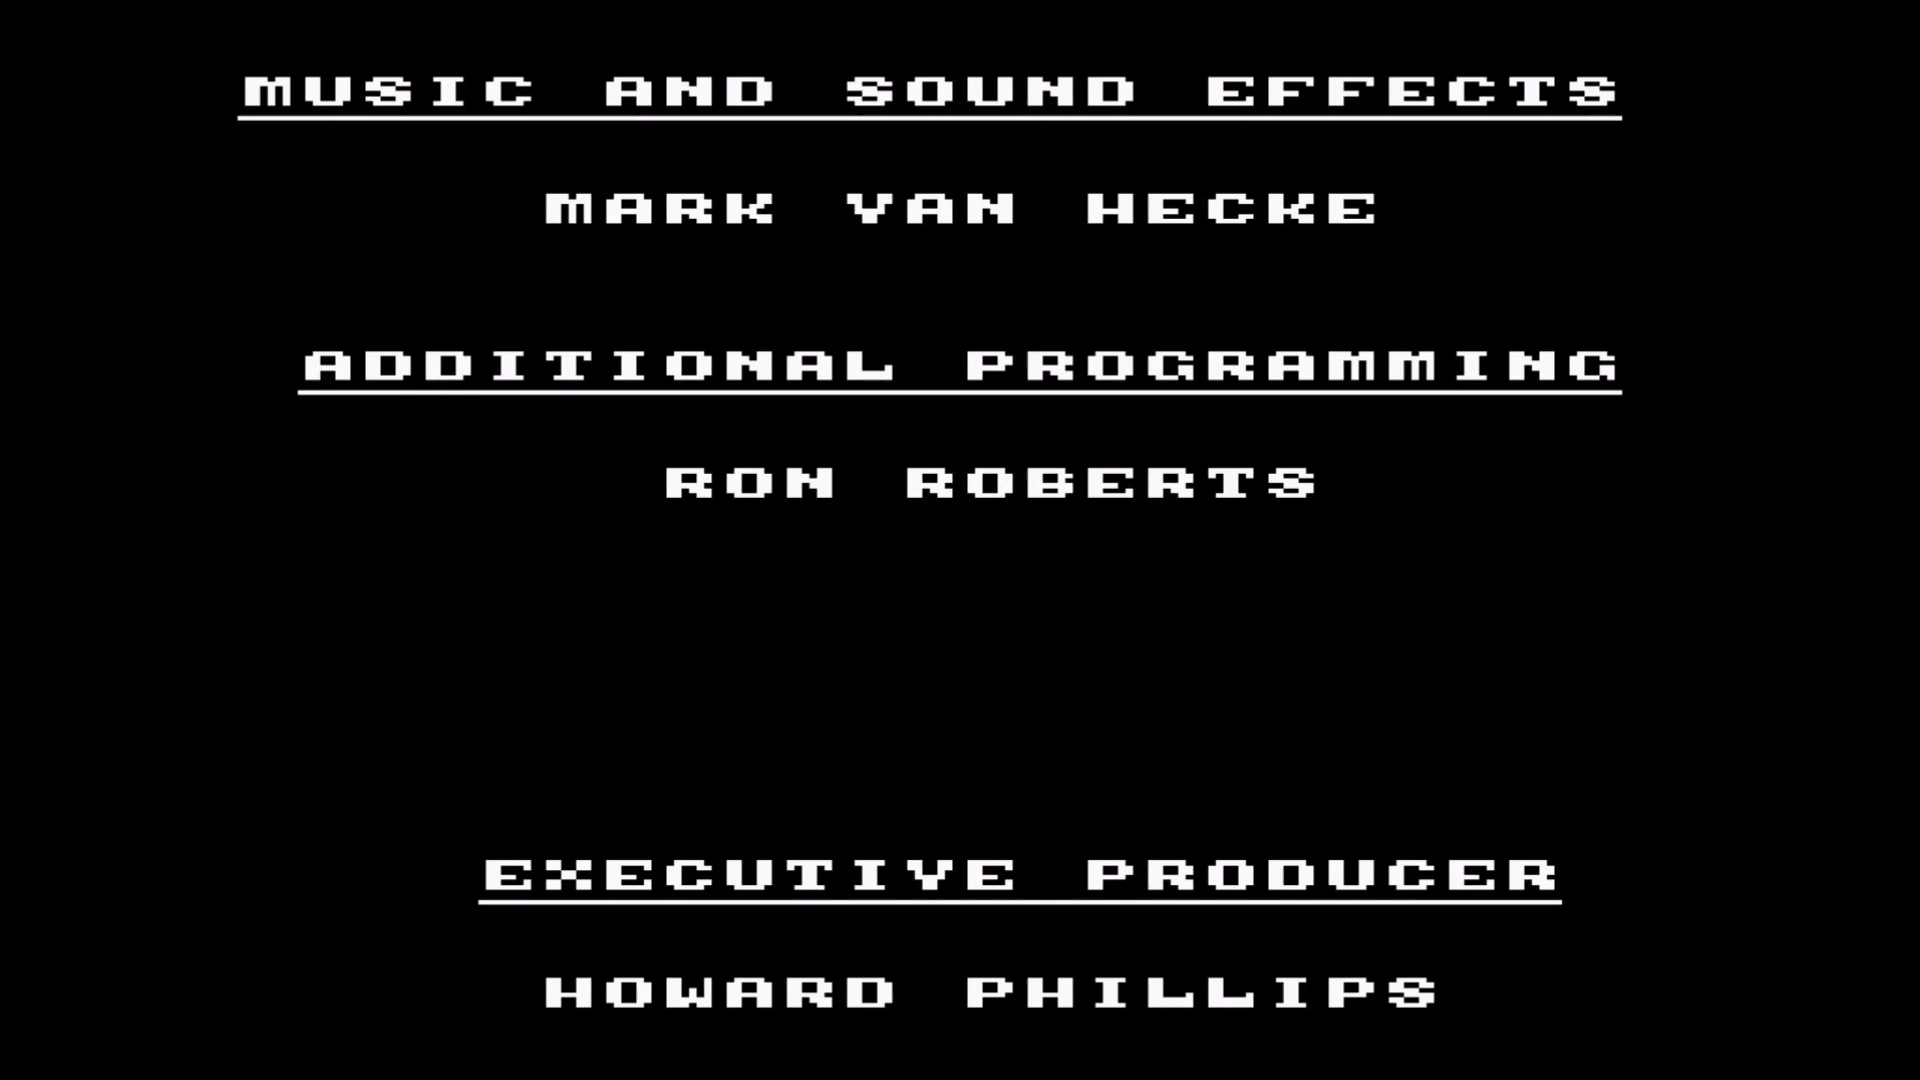 MUSIC AND SOUND EFFECTS
MARK VAN HECKE
ADDITIONAL PROGRAMMING
RON ROBERTS
EXECUTIVE PRODUCER
HOWARD PHILLIPS